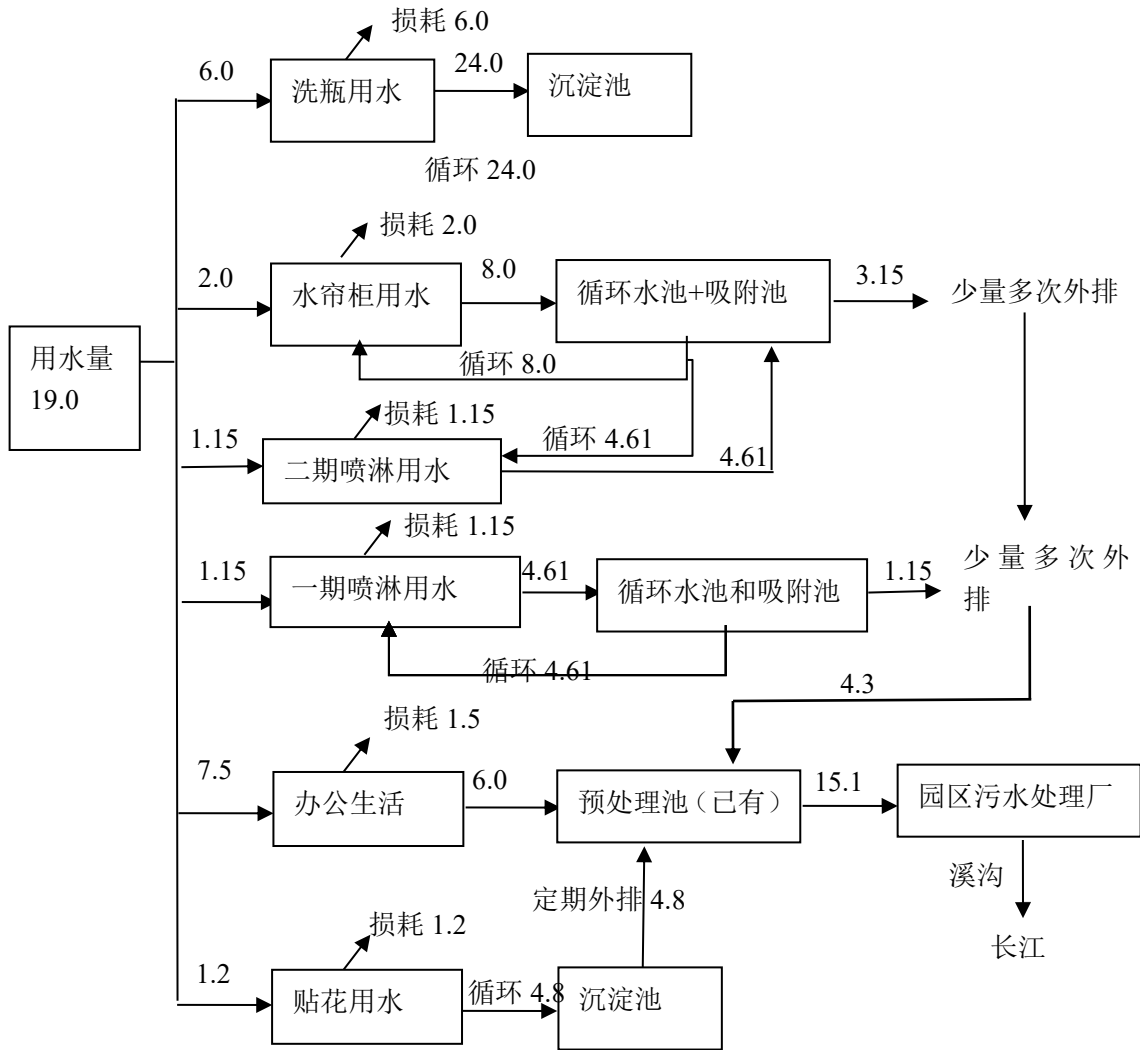 损耗 6.0
6.0
洗瓶用水
24.0
沉淀池
循环 24.0
损耗 2.0
2.0
水帘柜用水
8.0
循环水池+吸附池
3.15
少量多次外排
循环 8.0
用水量
19.0
损耗 1.15
1.15
二期喷淋用水
循环 4.61
4.61
损耗 1.15
1.15
一期喷淋用水
4.61
循环水池和吸附池
1.15
少量多次外
排
循环 4.61
4.3
损耗 1.5
7.5
办公生活
6.0
预处理池（已有）
15.1
园区污水处理厂
定期外排 4.8
溪沟
长江
损耗 1.2
1.2
贴花用水
循环 4.8
沉淀池